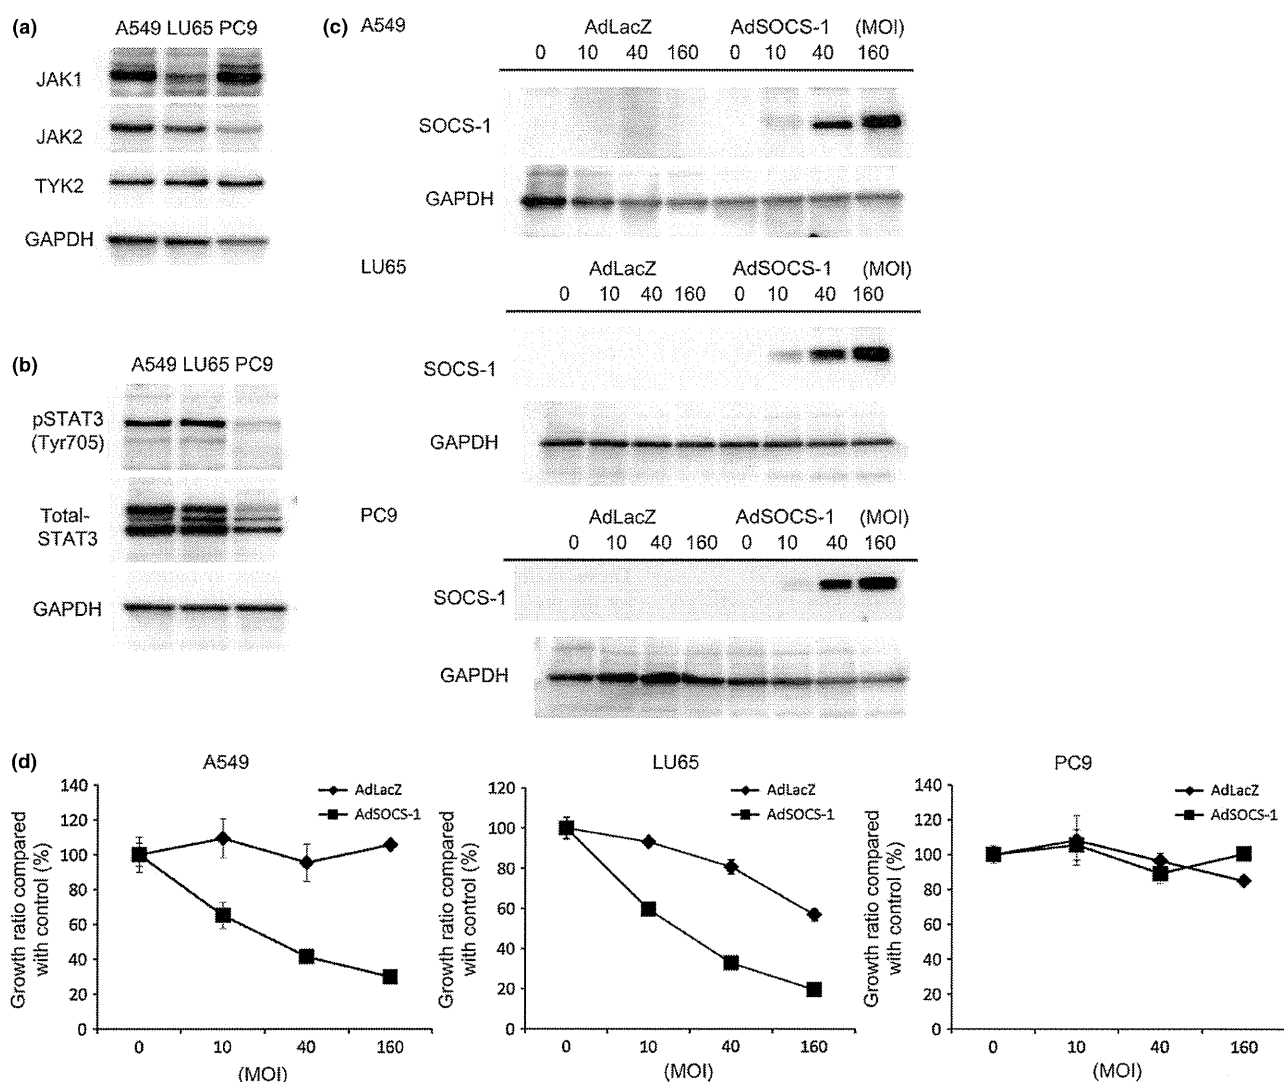 (a)
A549 LU65 PC9
JAK1
JAK2
TYK2
GAPDH
(b)
A549 LU65 PC9
pSTAT3
(Tyr705)
Total-
STAT3
GAPDH
(c) A549
AdLacZ AdSOCS-1 (MOI)
0 10 40 160 0 10 40 160
SOCS-1
GAPDH
LU65
AdLacZ AdSOCS-1 (MOI)
0 10 40 160 0 10 40 160
SOCS-1
GAPDH
PC9
AdLacZ AdSOCS-1 (MOI)
0 10 40 160 0 10 40 160
SOCS-1
GAPDH
(d)
A549
Growth ratio compared
with control (%)
140
120
100
80
60
40
20
0
AdLacZ
AdSOCS-1
0 10 40 160
(MOI)
LU65
Growth ratio compared
with control (%)
120
100
80
60
40
20
0
AdLacZ
AdSOCS-1
0 10 40 160
(MOI)
PC9
Growth ratio compared
with control (%)
140
120
100
80
60
40
20
0
AdLacZ
AdSOCS-1
0 10 40 160
(MOI)